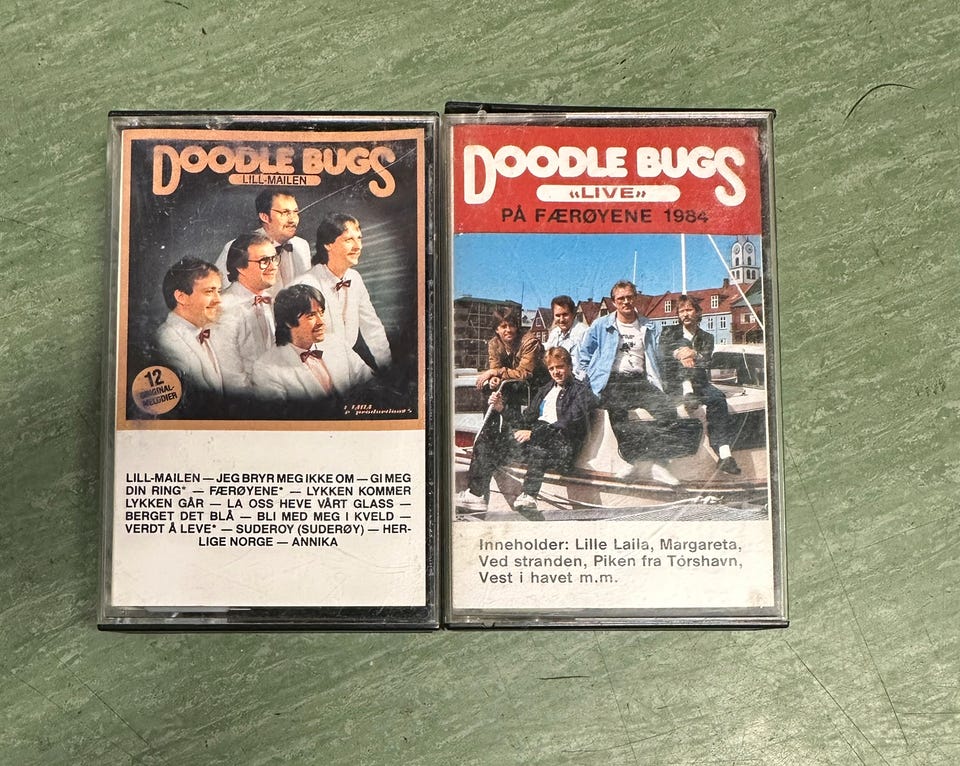 DOODLE BUGS
LILL-MAILEN
12
ORIGINAL-
MELODIER
LAILA
productions
LILL-MAILEN — JEG BRYR MEG IKKE OM — GI MEG
DIN RING* — FÆRØYENE* — LYKKEN KOMMER
LYKKEN GÅR — LA OSS HEVE VÅRT GLASS —
BERGET DET BLÅ — BLI MED MEG I KVELD —
VERDT Å LEVE* — SUDEROY (SUDERØY) — HER-
LIGE NORGE — ANNIKA
DOODLE BUGS
«LIVE»
PÅ FÆRØYENE 1984
Inneholder: Lille Laila, Margareta,
Ved stranden, Piken fra Tórshavn,
Vest i havet m.m.